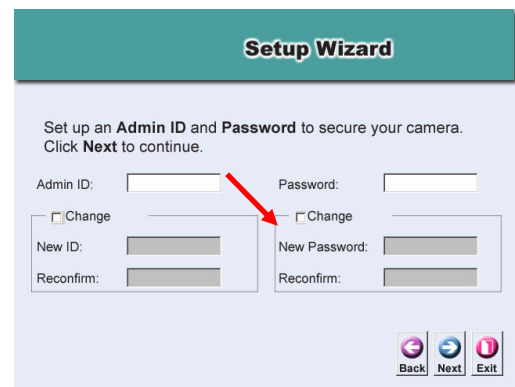 Setup Wizard
Set up an Admin ID and Password to secure your camera.
Click Next to continue.
Admin ID: Password:
Change Change
New ID: New Password:
Reconfirm: Reconfirm:
Back Next Exit